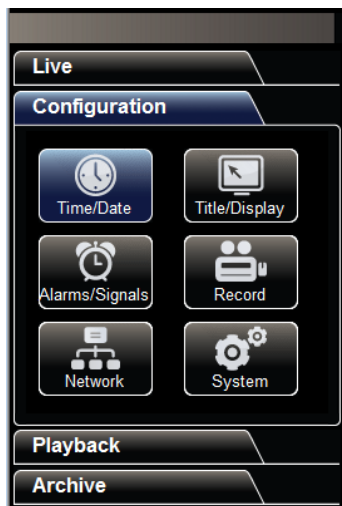 Live
Configuration
Time/Date
Title/Display
Alarms/Signals
Record
Network
System
Playback
Archive